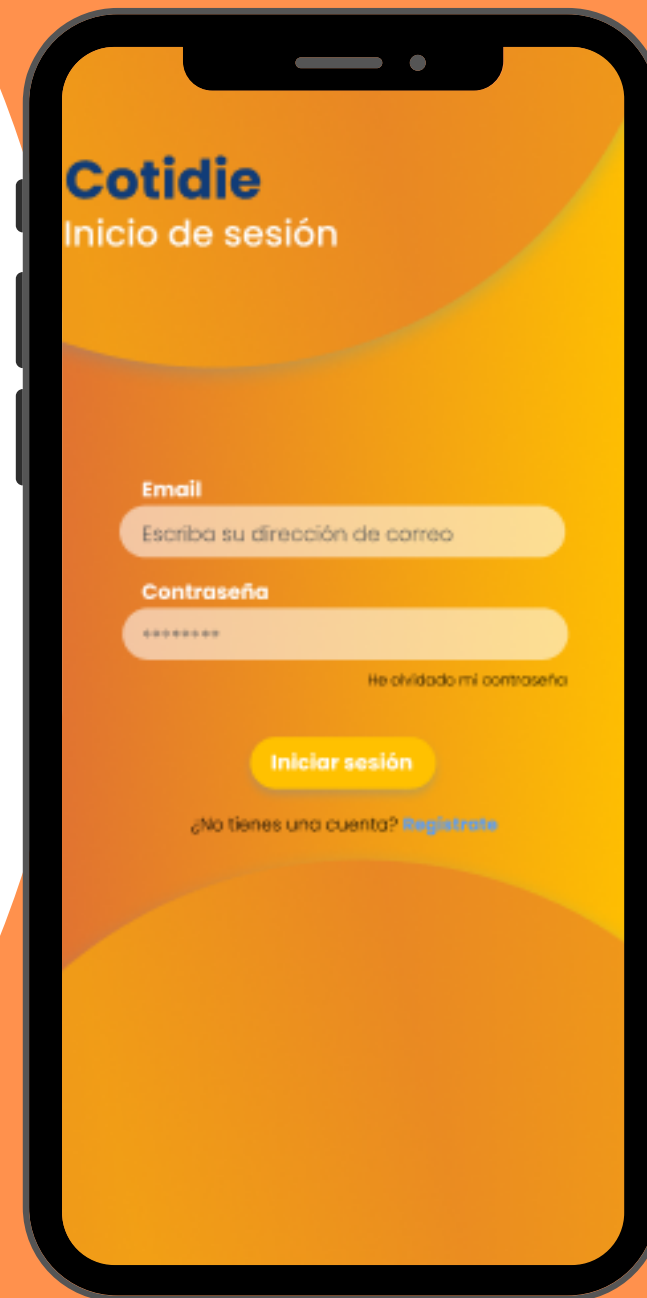 Cotidie
Inicio de sesión
Email
Escriba su dirección de correo
Contraseña
********
He olvidado mi contraseña
Iniciar sesión
¿No tienes una cuenta? Registrate